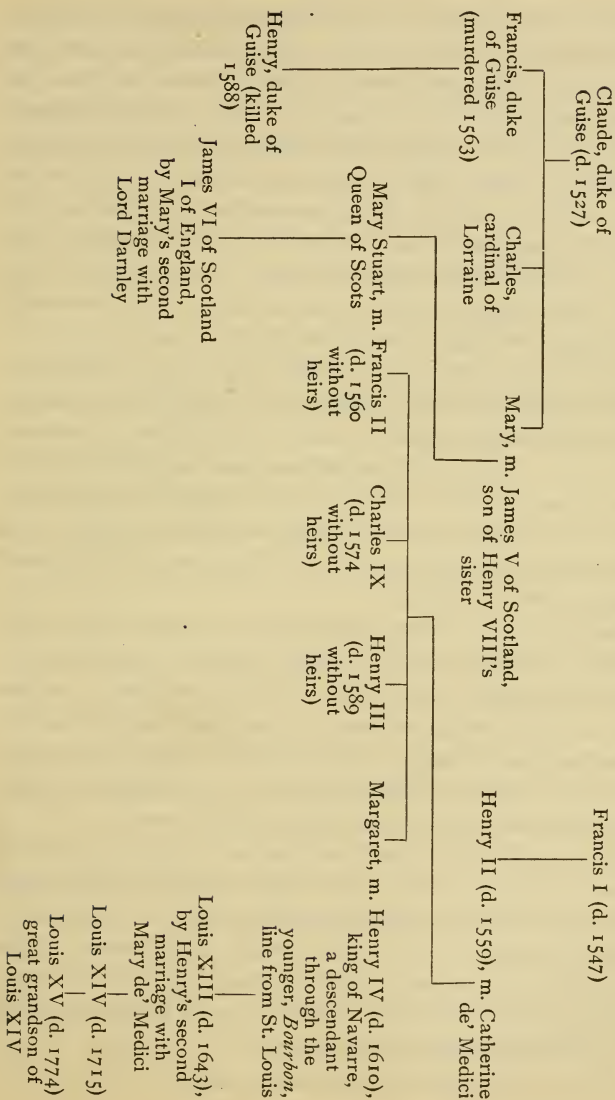 Claude, duke of
Guise (d. 1527)
Francis I (d. 1547)
Francis, duke
of Guise
(murdered 1563)
Charles,
cardinal of
Lorraine
Mary, m. James V of Scotland,
son of Henry VIII's
sister
Henry II (d. 1559), m. Catherine
de' Medici
Henry, duke of
Guise (killed
1588)
Mary Stuart, m. Francis II
Queen of Scots (d. 1560
without
heirs)
Charles IX
(d. 1574
without
heirs)
Henry III
(d. 1589
without
heirs)
Margaret, m. Henry IV (d. 1610),
king of Navarre,
a descendant
through the
younger, Bourbon,
line from St. Louis
James VI of Scotland
I of England,
by Mary's second
marriage with
Lord Darnley
Louis XIII (d. 1643),
by Henry's second
marriage with
Mary de' Medici
Louis XIV (d. 1715)
Louis XV (d. 1774)
great grandson of
Louis XIV